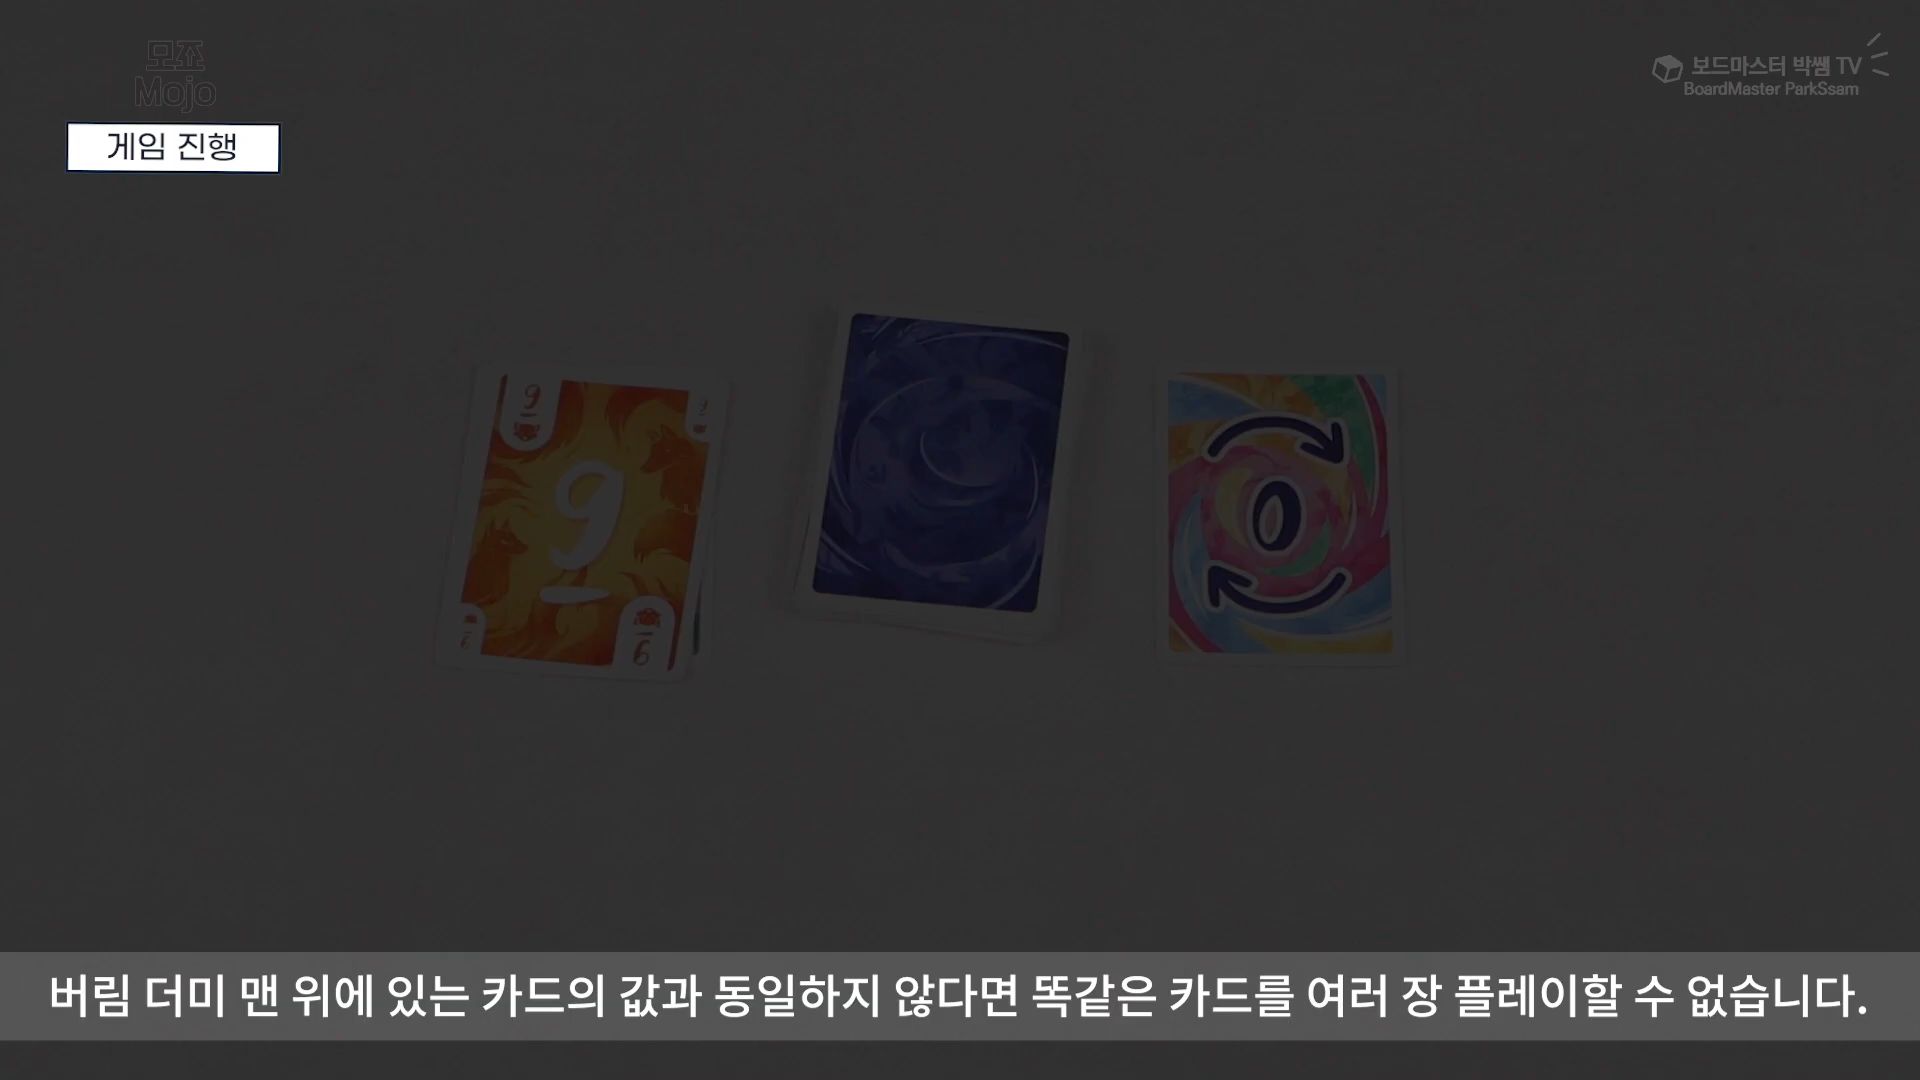 모죠
Mojo
게임 진행
보드마스터 박쌤 TV
BoardMaster ParkSsam
9
9
9
9
9
0
버림 더미 맨 위에 있는 카드의 값과 동일하지 않다면 똑같은 카드를 여러 장 플레이할 수 없습니다.